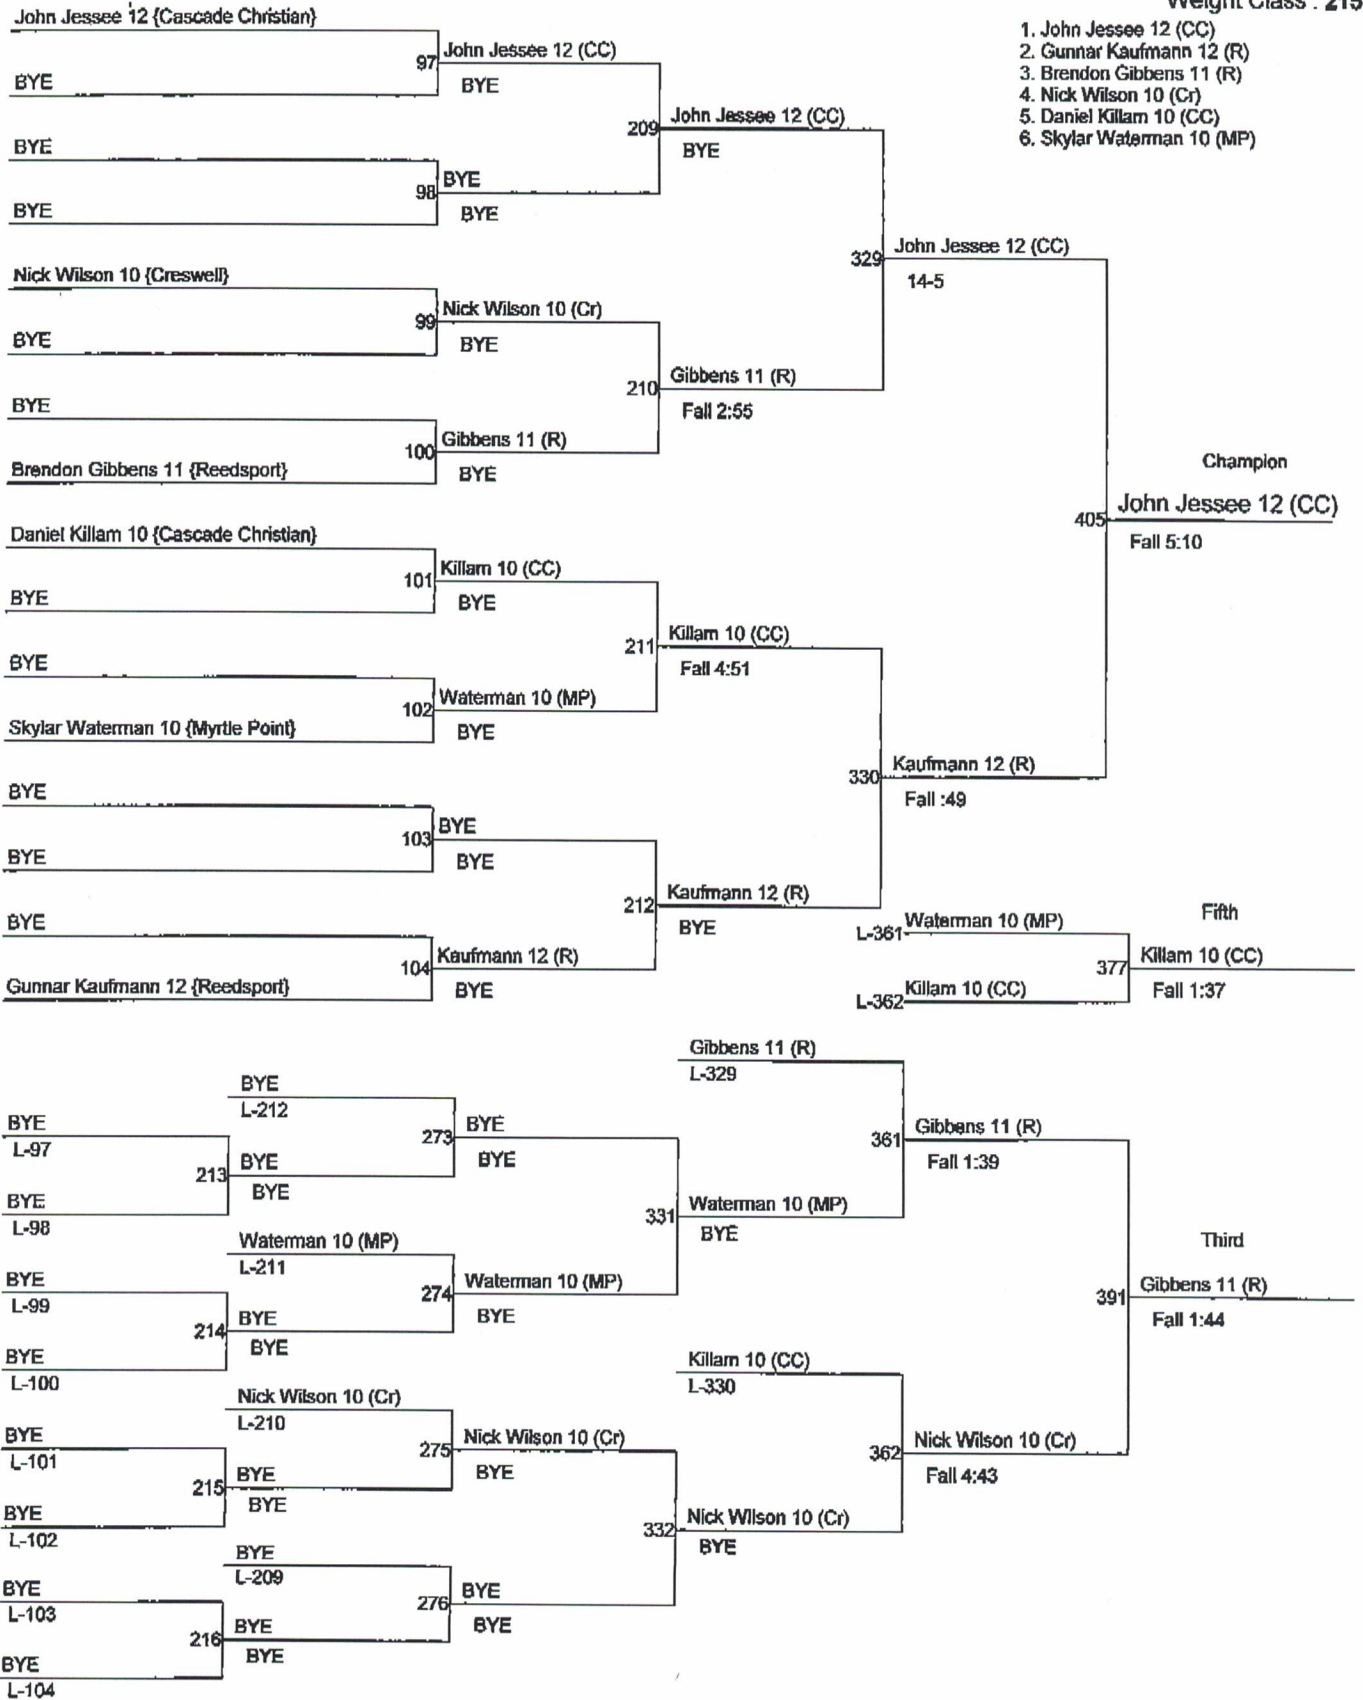 John Jessee 12 {Cascade Christian}
Weight Class : 215
1. John Jessee 12 (CC)
2. Gunnar Kaufmann 12 (R)
3. Brendon Gibbens 11 (R)
4. Nick Wilson 10 (Cr)
5. Daniel Killam 10 (CC)
6. Skylar Waterman 10 (MP)
97
John Jessee 12 (CC)
BYE
BYE
209
John Jessee 12 (CC)
BYE
BYE
98
BYE
BYE
BYE
329
John Jessee 12 (CC)
14-5
Nick Wilson 10 {Creswell}
99
Nick Wilson 10 (Cr)
BYE
BYE
210
Gibbens 11 (R)
Fall 2:55
BYE
100
Gibbens 11 (R)
BYE
Brendon Gibbens 11 {Reedsport}
Champion
405
John Jessee 12 (CC)
Fall 5:10
Daniel Killam 10 {Cascade Christian}
101
Killam 10 (CC)
BYE
BYE
211
Killam 10 (CC)
Fall 4:51
BYE
102
Waterman 10 (MP)
BYE
Skylar Waterman 10 {Myrtle Point}
330
Kaufmann 12 (R)
Fall :49
BYE
103
BYE
BYE
BYE
212
Kaufmann 12 (R)
BYE
BYE
104
Kaufmann 12 (R)
BYE
Gunnar Kaufmann 12 {Reedsport}
Fifth
L-361
Waterman 10 (MP)
377
Killam 10 (CC)
Fall 1:37
L-362
Killam 10 (CC)
Gibbens 11 (R)
L-329
BYE
L-212
BYE
L-97
273
BYE
BYE
361
Gibbens 11 (R)
Fall 1:39
213
BYE
BYE
BYE
L-98
331
Waterman 10 (MP)
BYE
Waterman 10 (MP)
L-211
Third
BYE
L-99
274
Waterman 10 (MP)
BYE
391
Gibbens 11 (R)
Fall 1:44
214
BYE
BYE
BYE
L-100
Killam 10 (CC)
L-330
Nick Wilson 10 (Cr)
L-210
BYE
L-101
275
Nick Wilson 10 (Cr)
BYE
362
Nick Wilson 10 (Cr)
Fall 4:43
215
BYE
BYE
BYE
L-102
332
Nick Wilson 10 (Cr)
BYE
BYE
L-209
BYE
L-103
276
BYE
BYE
216
BYE
BYE
BYE
L-104